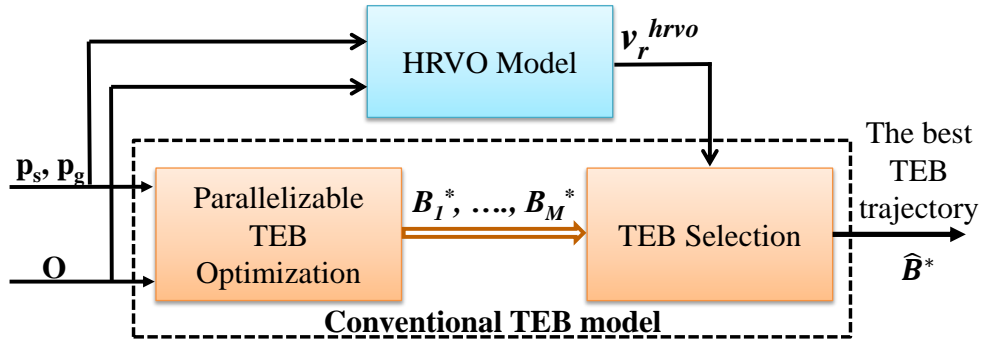 HRVO Model
v_r^hrvo
The best
TEB
trajectory
p_s, p_g
Parallelizable
TEB
Optimization
B_1^*, …., B_M^*
TEB Selection
O
B̂^*
Conventional TEB model